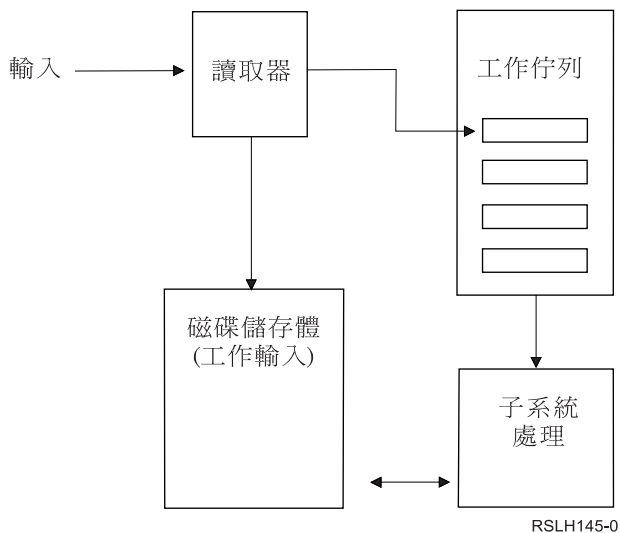 輸入
讀取器
工作佇列
磁碟儲存體
(工作輸入)
子系統
處理
RSLH145-0